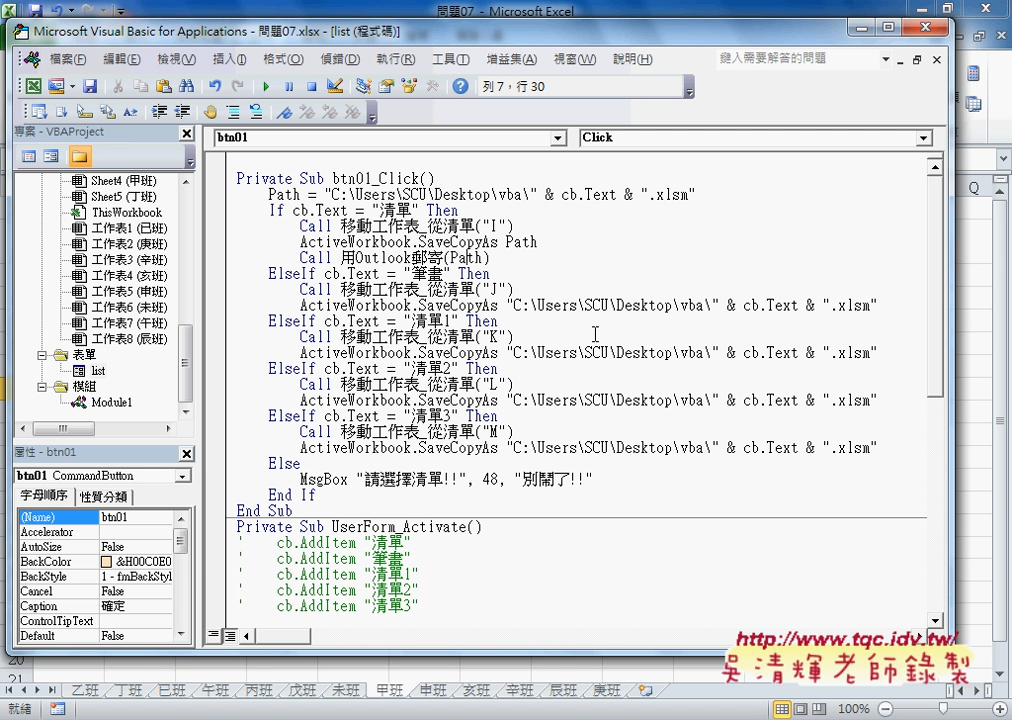 問題07 - Microsoft Excel
Microsoft Visual Basic for Applications - 問題07.xlsx - [list (程式碼)]
檔案(F) 編輯(E) 檢視(V) 插入(I) 格式(O) 偵錯(D) 執行(R) 工具(T) 增益集(A) 視窗(W) 說明(H) 鍵入需要解答的問題
列 7, 行 30
專案 - VBAProject
btn01 Click
Q
Sheet4 (甲班)
Sheet5 (丁班)
ThisWorkbook
工作表1 (巳班)
工作表2 (庚班)
工作表3 (辛班)
工作表4 (亥班)
工作表5 (申班)
工作表6 (未班)
工作表7 (午班)
工作表8 (辰班)
表單
list
模組
Module1
屬性 - btn01
btn01 CommandButton
字母順序 性質分類
(Name) btn01
Accelerator
AutoSize False
BackColor &H00C0E0
BackStyle 1 - fmBackStyl
Cancel False
Caption 確定
ControlTipText
Default False
Private Sub btn01_Click()
Path = "C:\Users\SCU\Desktop\vba\" & cb.Text & ".xlsm"
If cb.Text = "清單" Then
Call 移動工作表_從清單("I")
ActiveWorkbook.SaveCopyAs Path
Call 用Outlook郵寄(Path)
ElseIf cb.Text = "筆畫" Then
Call 移動工作表_從清單("J")
ActiveWorkbook.SaveCopyAs "C:\Users\SCU\Desktop\vba\" & cb.Text & ".xlsm"
ElseIf cb.Text = "清單1" Then
Call 移動工作表_從清單("K")
ActiveWorkbook.SaveCopyAs "C:\Users\SCU\Desktop\vba\" & cb.Text & ".xlsm"
ElseIf cb.Text = "清單2" Then
Call 移動工作表_從清單("L")
ActiveWorkbook.SaveCopyAs "C:\Users\SCU\Desktop\vba\" & cb.Text & ".xlsm"
ElseIf cb.Text = "清單3" Then
Call 移動工作表_從清單("M")
ActiveWorkbook.SaveCopyAs "C:\Users\SCU\Desktop\vba\" & cb.Text & ".xlsm"
Else
MsgBox "請選擇清單!!", 48, "別鬧了!!"
End If
End Sub
Private Sub UserForm_Activate()
' cb.AddItem "清單"
' cb.AddItem "筆畫"
' cb.AddItem "清單1"
' cb.AddItem "清單2"
' cb.AddItem "清單3"
http://www.tqc.idv.tw/
吳清輝老師錄製
20
21
乙班 丁班 巳班 午班 丙班 戊班 未班 甲班 申班 亥班 辛班 辰班 庚班
就緒 100%